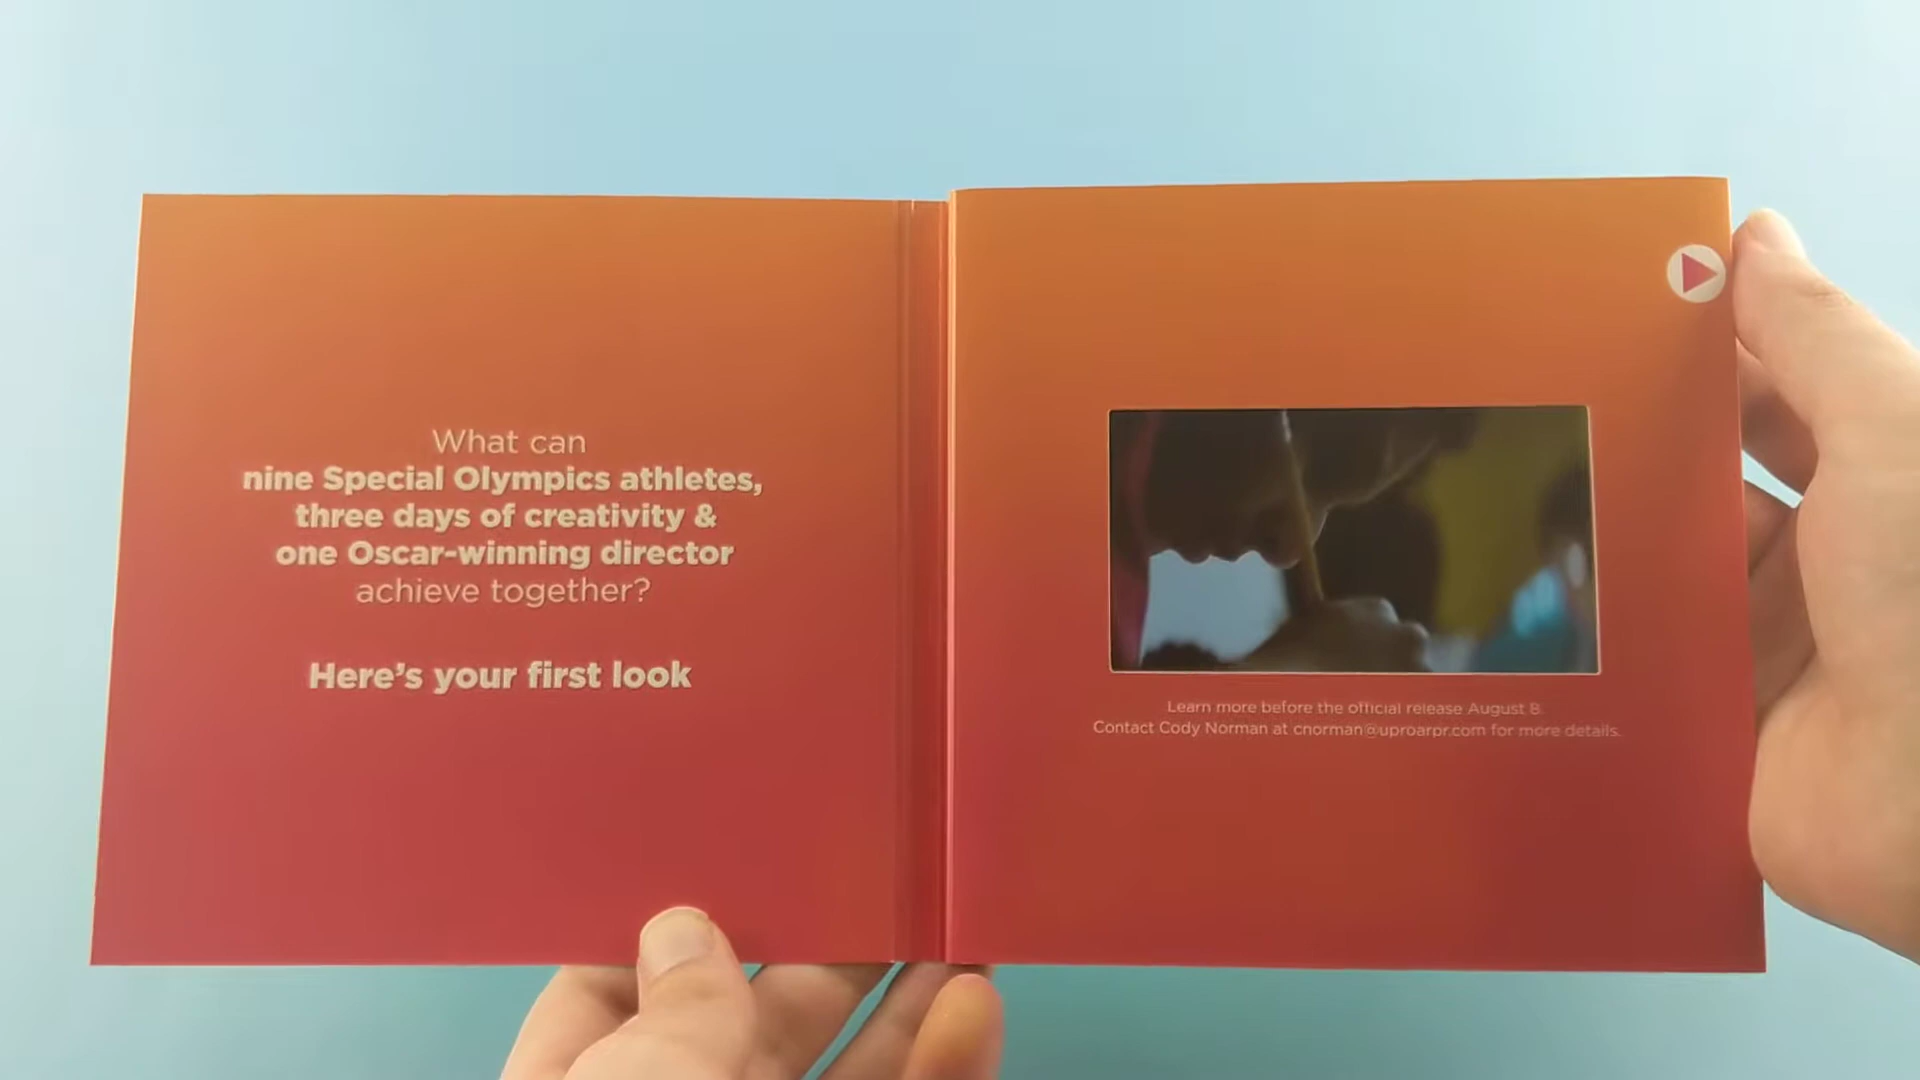 What can
nine Special Olympics athletes,
three days of creativity &
one Oscar-winning director
achieve together?
Here's your first look
Learn more before the official release August 8.
Contact Cody Norman at cnorman@uproarpr.com for more details.